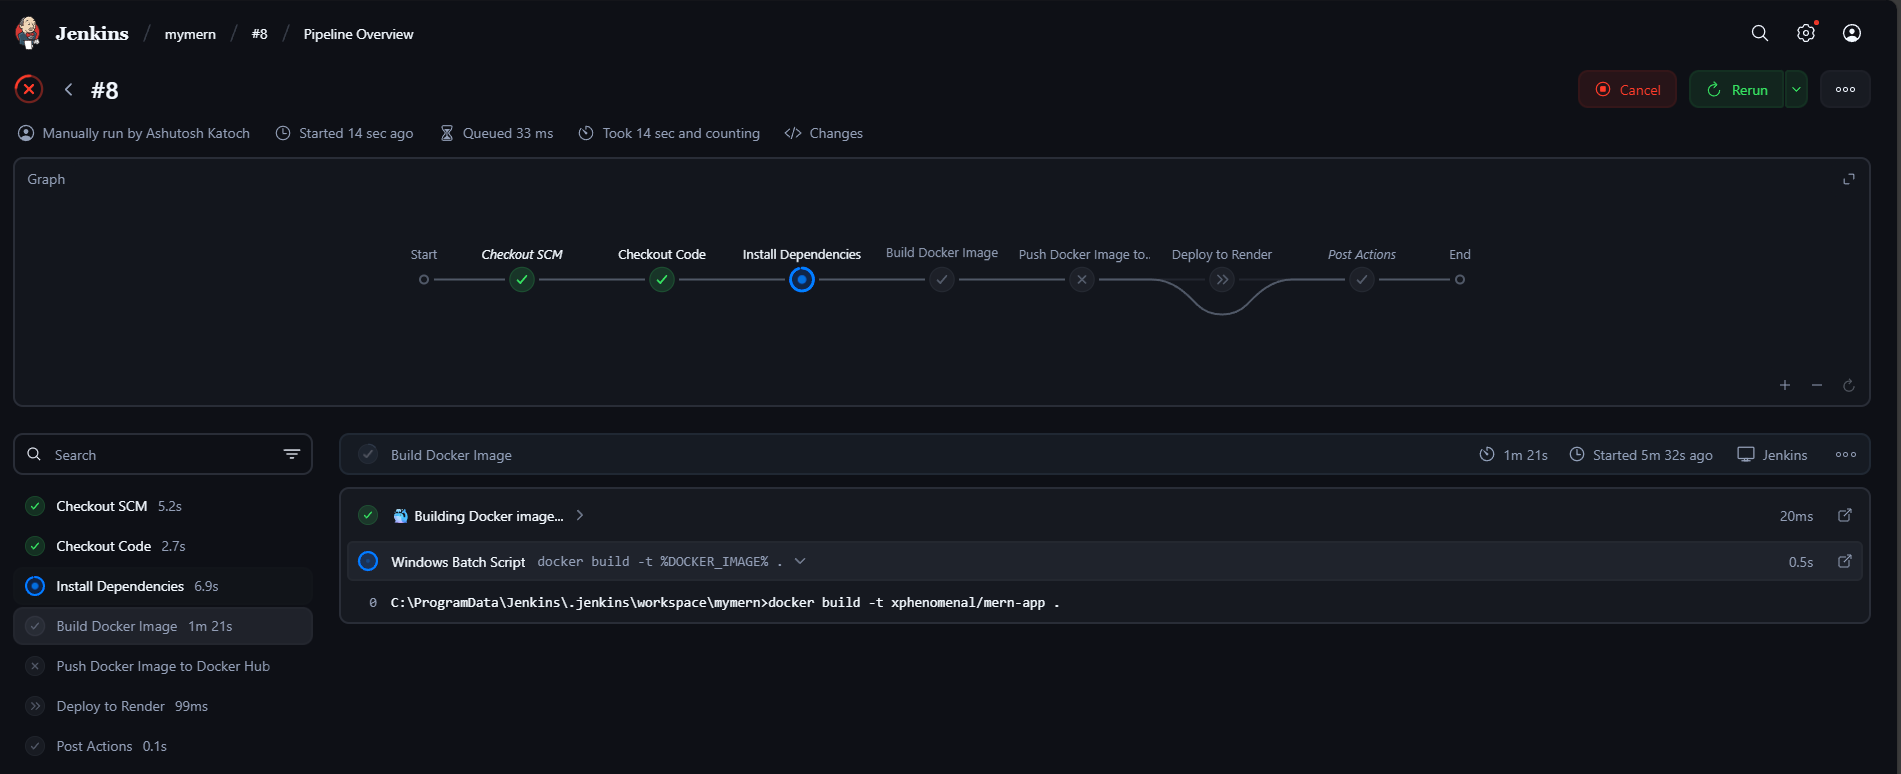 Jenkins / mymern / #8 / Pipeline Overview
#8
Cancel
Rerun
Manually run by Ashutosh Katoch
Started 14 sec ago
Queued 33 ms
Took 14 sec and counting
Changes
Graph
Start
Checkout SCM
Checkout Code
Install Dependencies
Build Docker Image
Push Docker Image to..
Deploy to Render
Post Actions
End
Search
Checkout SCM 5.2s
Checkout Code 2.7s
Install Dependencies 6.9s
Build Docker Image 1m 21s
Push Docker Image to Docker Hub
Deploy to Render 99ms
Post Actions 0.1s
Build Docker Image
1m 21s
Started 5m 32s ago
Jenkins
Building Docker image...
20ms
Windows Batch Script docker build -t %DOCKER_IMAGE% .
0.5s
0 C:\ProgramData\Jenkins\.jenkins\workspace\mymern>docker build -t xphenomenal/mern-app .